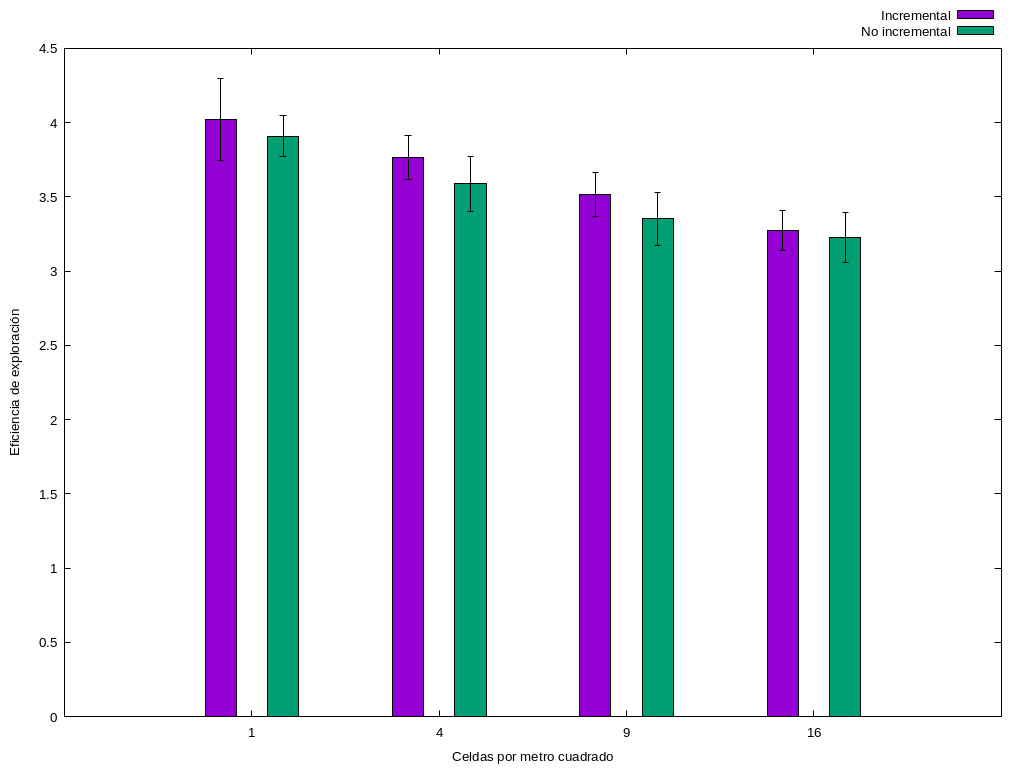 Incremental
No incremental
4.5
4
3.5
3
2.5
2
1.5
1
0.5
0
Eficiencia de exploración
1 4 9 16
Celdas por metro cuadrado